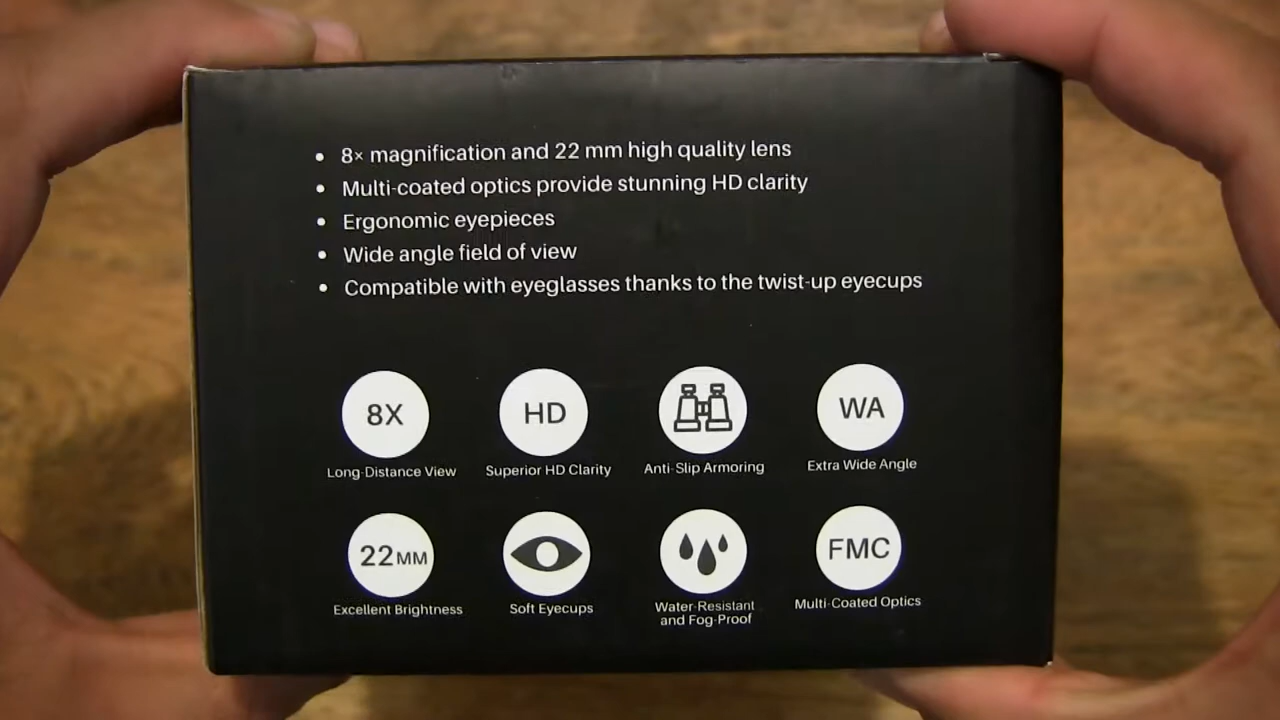 • 8× magnification and 22 mm high quality lens
• Multi-coated optics provide stunning HD clarity
• Ergonomic eyepieces
• Wide angle field of view
• Compatible with eyeglasses thanks to the twist-up eyecups
8X
Long-Distance View
HD
Superior HD Clarity
Anti-Slip Armoring
WA
Extra Wide Angle
22MM
Excellent Brightness
Soft Eyecups
Water-Resistant
and Fog-Proof
FMC
Multi-Coated Optics